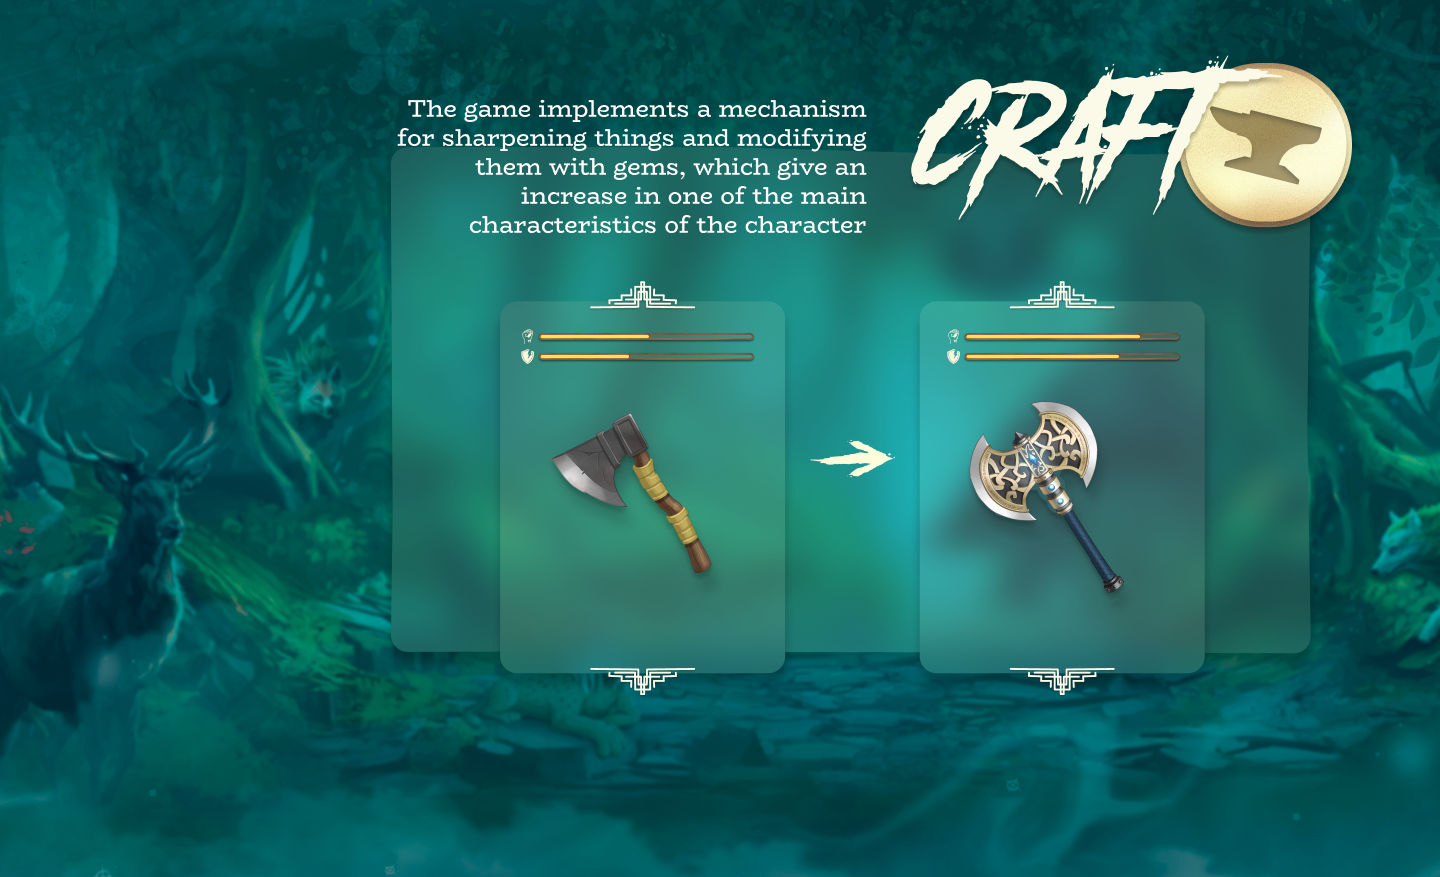 The game implements a mechanism
for sharpening things and modifying
them with gems, which give an
increase in one of the main
characteristics of the character
CRAFT